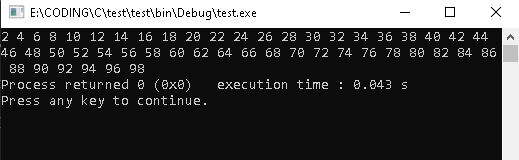 E:\CODING\C\test\test\bin\Debug\test.exe
2 4 6 8 10 12 14 16 18 20 22 24 26 28 30 32 34 36 38 40 42 44
46 48 50 52 54 56 58 60 62 64 66 68 70 72 74 76 78 80 82 84 86
88 90 92 94 96 98
Process returned 0 (0x0)   execution time : 0.043 s
Press any key to continue.